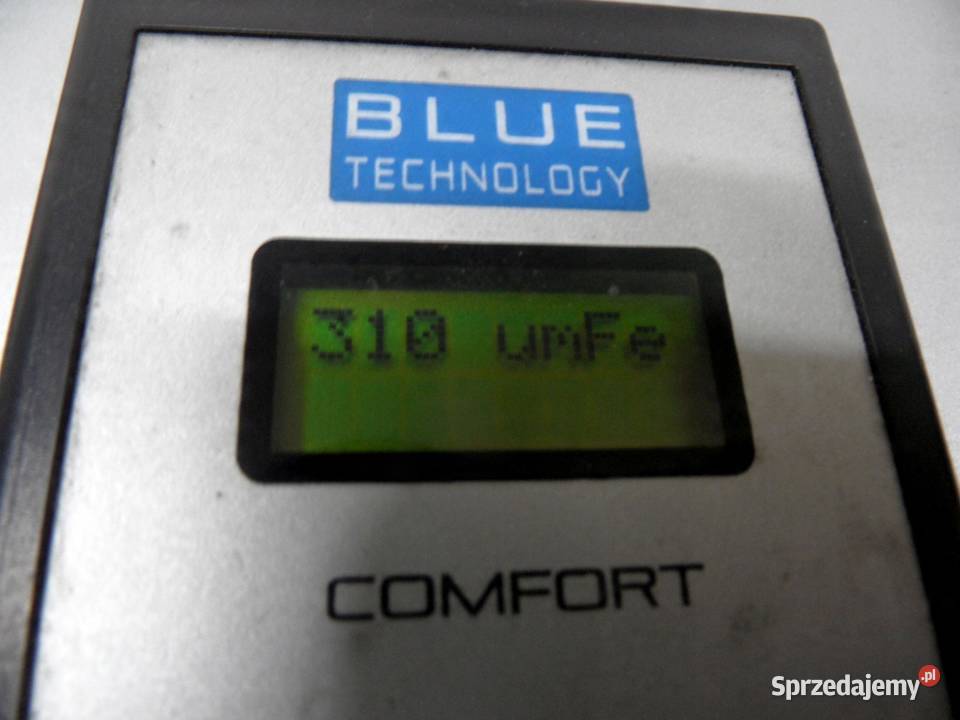 BLUE
TECHNOLOGY
310 umFe
COMFORT
Sprzedajemy.pl